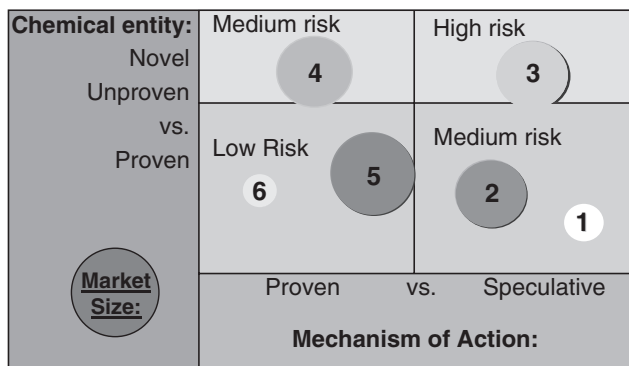 Chemical entity:
Novel
Unproven
vs.
Proven
Medium risk
4
High risk
3
Low Risk
6
5
Medium risk
2
1
Market
Size:
Proven vs. Speculative
Mechanism of Action: